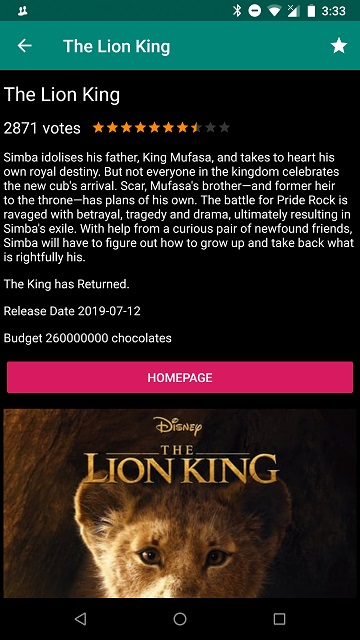 3:33
The Lion King
The Lion King
2871 votes
Simba idolises his father, King Mufasa, and takes to heart his
own royal destiny. But not everyone in the kingdom celebrates
the new cub's arrival. Scar, Mufasa's brother—and former heir
to the throne—has plans of his own. The battle for Pride Rock is
ravaged with betrayal, tragedy and drama, ultimately resulting in
Simba's exile. With help from a curious pair of newfound friends,
Simba will have to figure out how to grow up and take back what
is rightfully his.
The King has Returned.
Release Date 2019-07-12
Budget 260000000 chocolates
HOMEPAGE
Disney
THE
LION KING